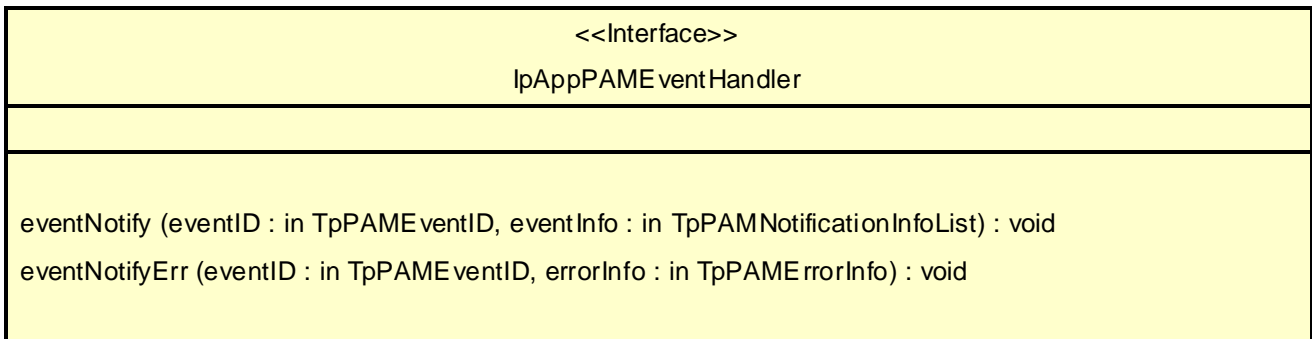 <<Interface>>
IpAppPAMEventHandler
eventNotify (eventID : in TpPAMEventID, eventInfo : in TpPAMNotificationInfoList) : void
eventNotifyErr (eventID : in TpPAMEventID, errorInfo : in TpPAMErrorInfo) : void